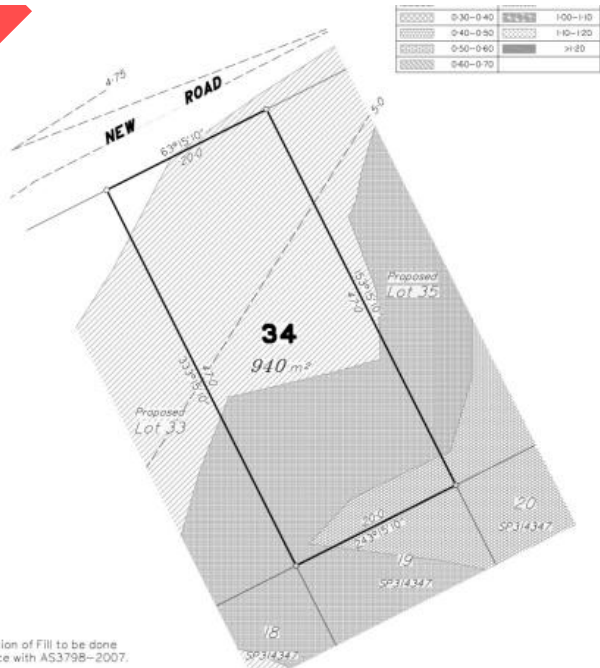 0·30–0·40 1·00–1·10
0·40–0·50 1·10–1·20
0·50–0·60 >1·20
0·60–0·70
4·75
NEW ROAD
5·0
63°15'10"
20·0
Proposed
Lot 35
153°15'10"
47·0
34
940 m²
47·0
333°15'10"
Proposed
Lot 33
20·0
243°15'10"
20
SP314347
19
SP314347
18
SP314347
ion of Fill to be done
ce with AS3798–2007.